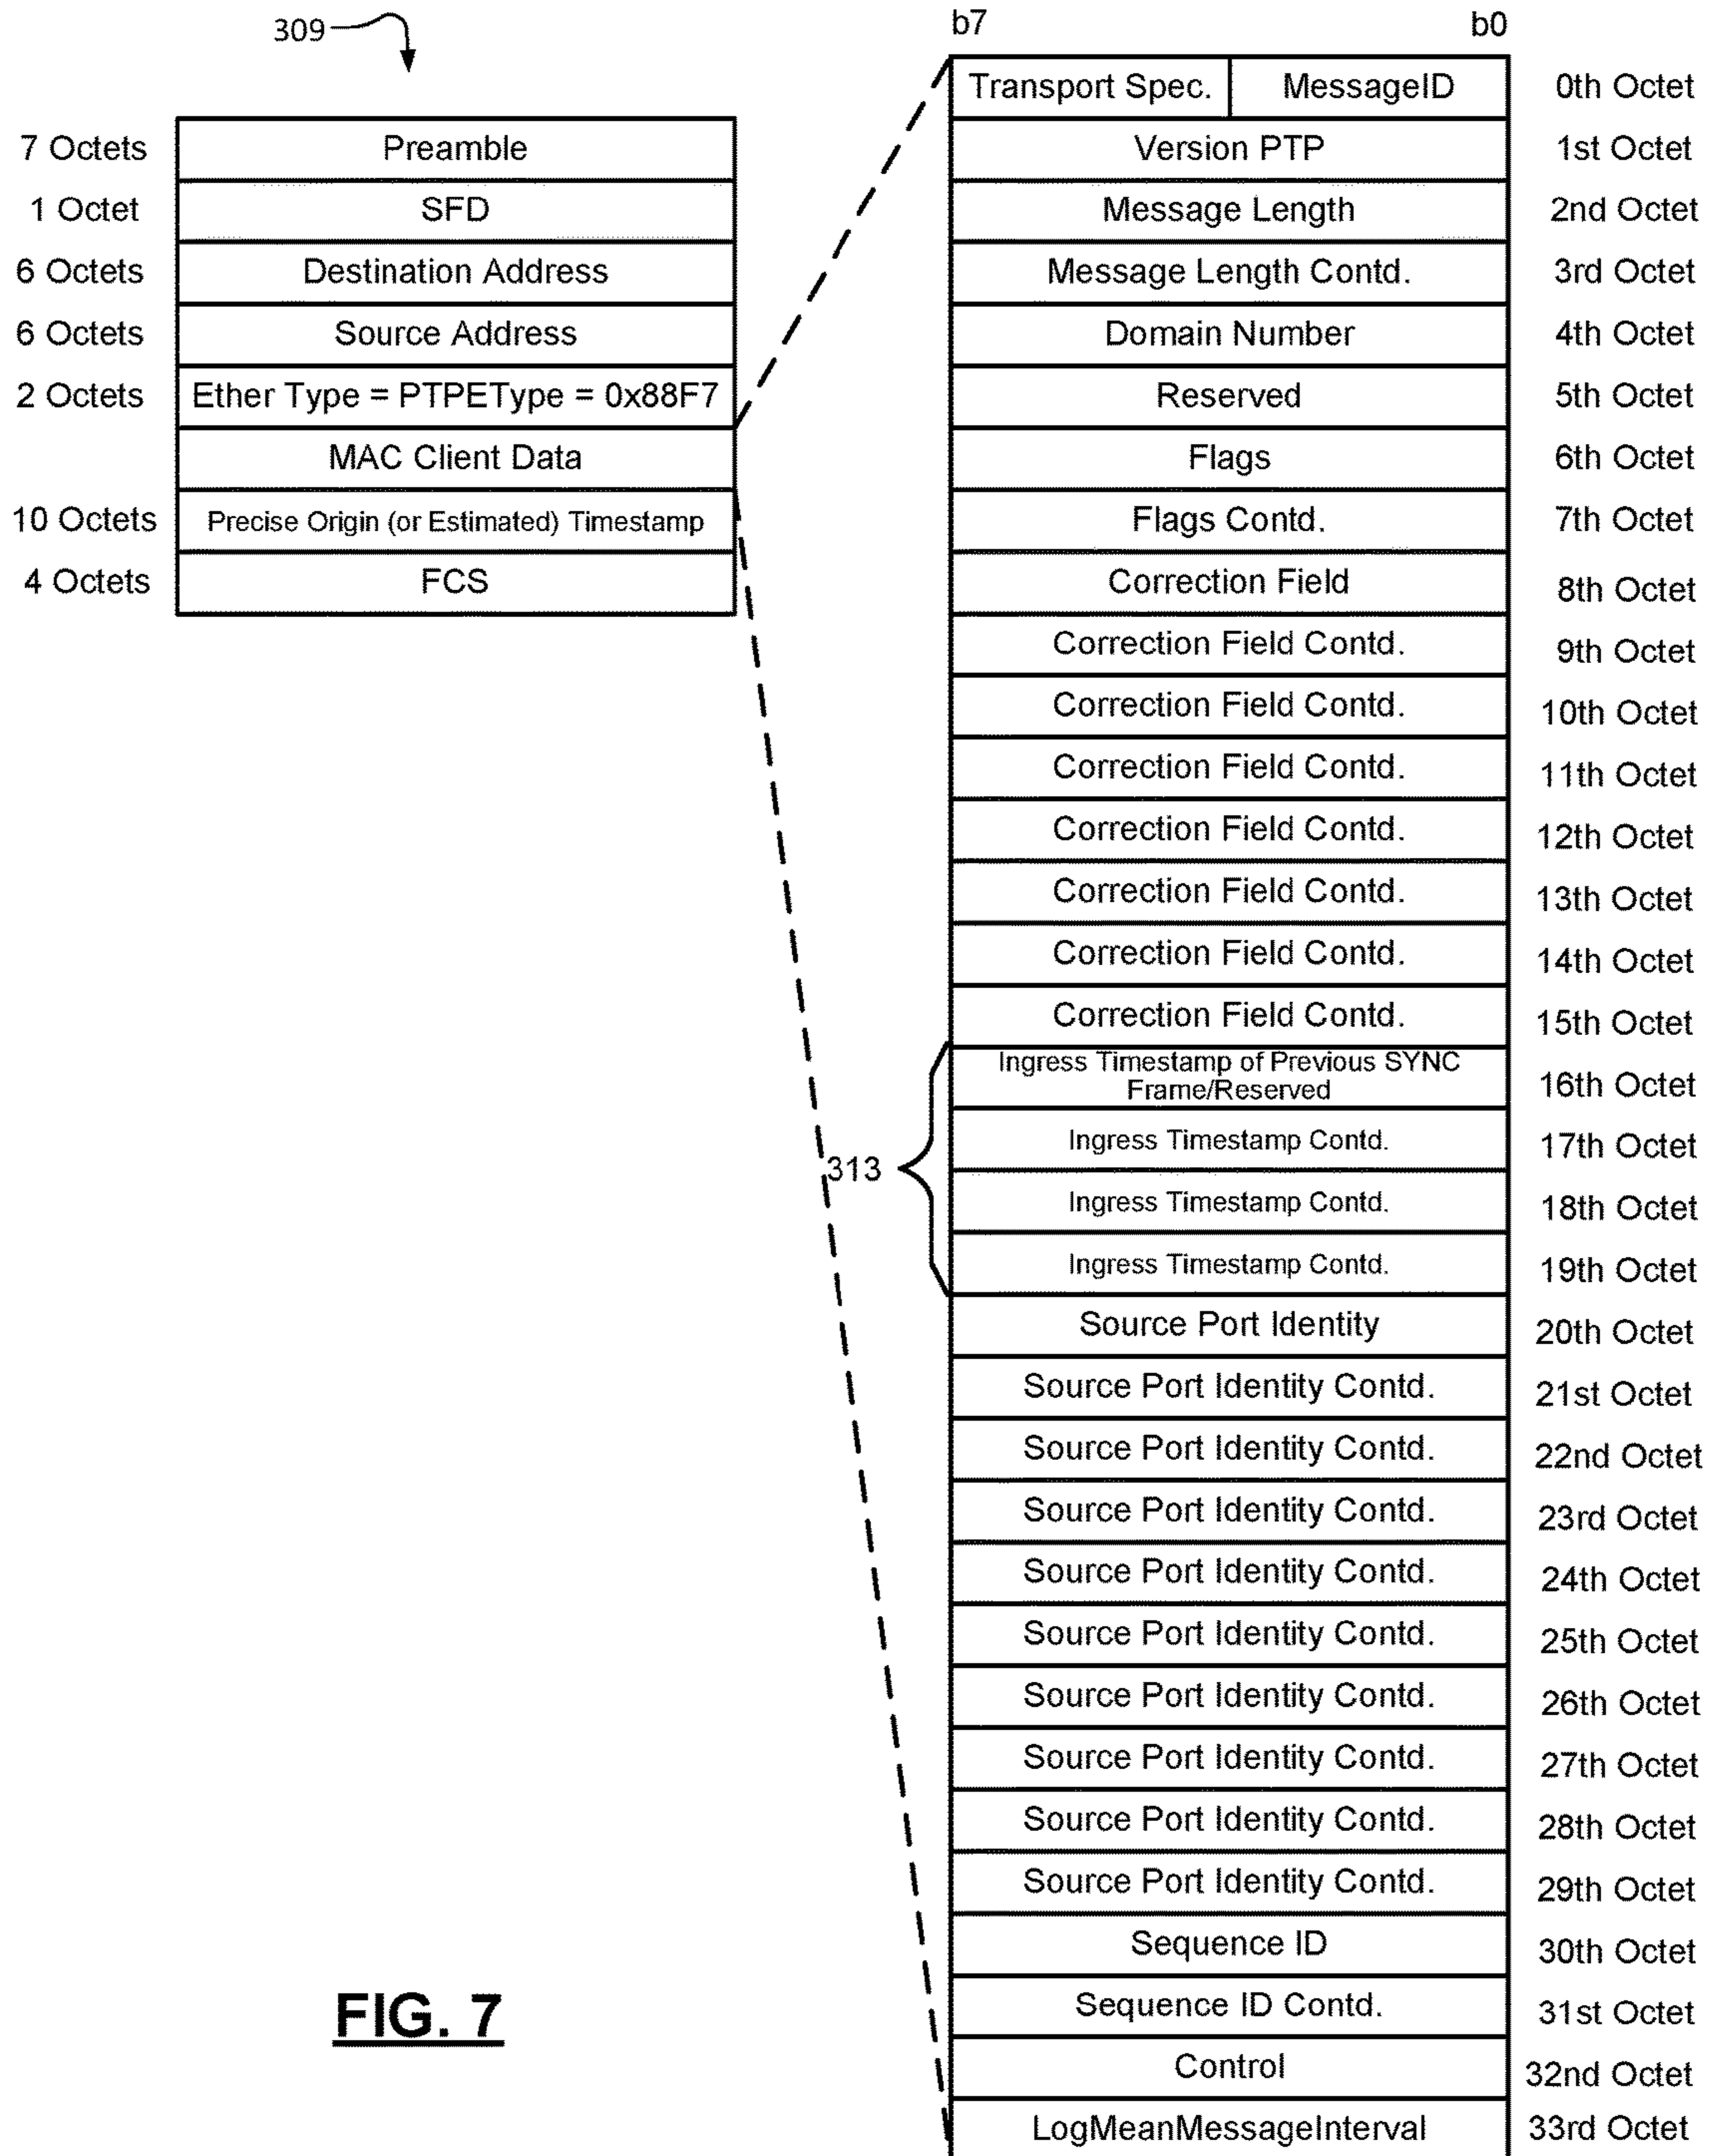 309
7 Octets Preamble
1 Octet SFD
6 Octets Destination Address
6 Octets Source Address
2 Octets Ether Type = PTPEType = 0x88F7
MAC Client Data
10 Octets Precise Origin (or Estimated) Timestamp
4 Octets FCS
b7 b0
Transport Spec. MessageID 0th Octet
Version PTP 1st Octet
Message Length 2nd Octet
Message Length Contd. 3rd Octet
Domain Number 4th Octet
Reserved 5th Octet
Flags 6th Octet
Flags Contd. 7th Octet
Correction Field 8th Octet
Correction Field Contd. 9th Octet
Correction Field Contd. 10th Octet
Correction Field Contd. 11th Octet
Correction Field Contd. 12th Octet
Correction Field Contd. 13th Octet
Correction Field Contd. 14th Octet
Correction Field Contd. 15th Octet
Ingress Timestamp of Previous SYNC
Frame/Reserved 16th Octet
Ingress Timestamp Contd. 17th Octet
313
Ingress Timestamp Contd. 18th Octet
Ingress Timestamp Contd. 19th Octet
Source Port Identity 20th Octet
Source Port Identity Contd. 21st Octet
Source Port Identity Contd. 22nd Octet
Source Port Identity Contd. 23rd Octet
Source Port Identity Contd. 24th Octet
Source Port Identity Contd. 25th Octet
Source Port Identity Contd. 26th Octet
Source Port Identity Contd. 27th Octet
Source Port Identity Contd. 28th Octet
Source Port Identity Contd. 29th Octet
Sequence ID 30th Octet
Sequence ID Contd. 31st Octet
Control 32nd Octet
LogMeanMessageInterval 33rd Octet
FIG. 7